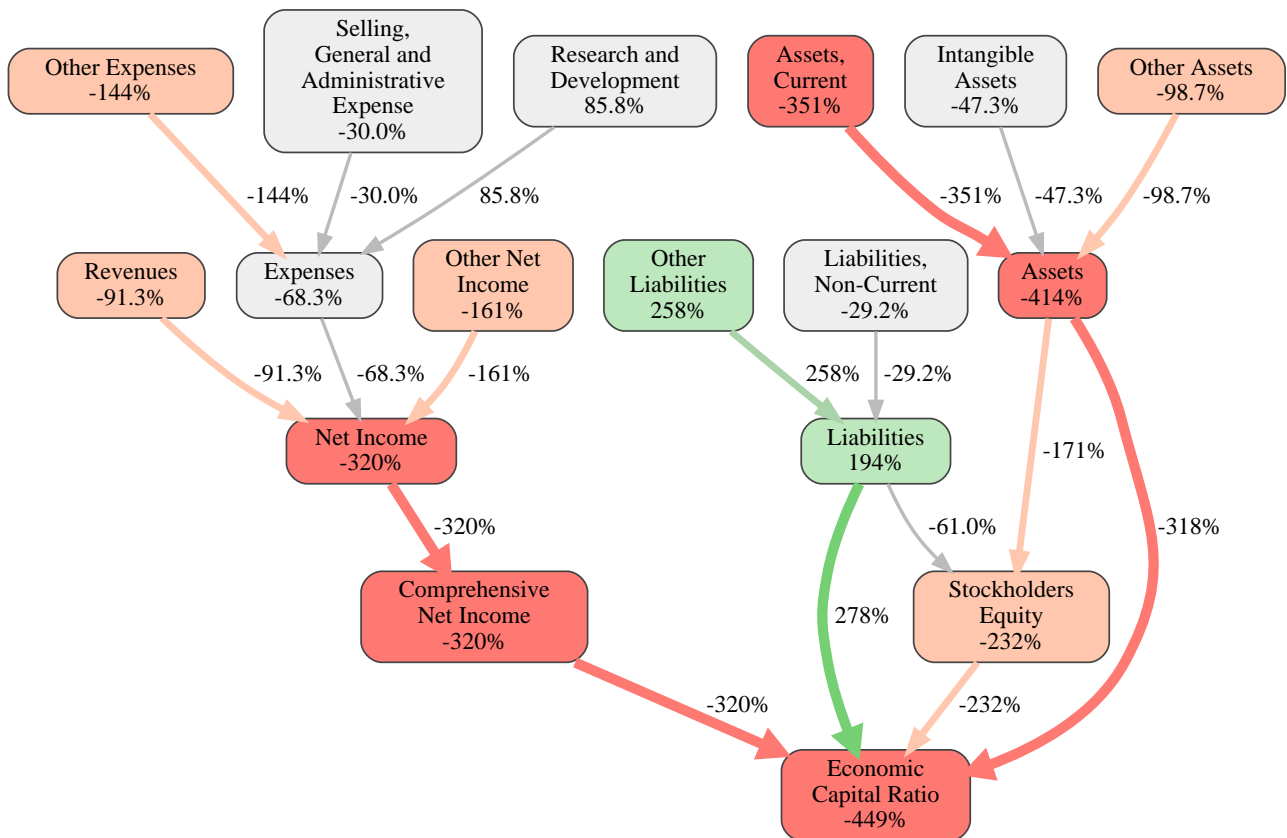 Other Expenses
-144%
Selling,
General and
Administrative
Expense
-30.0%
Research and
Development
85.8%
Assets,
Current
-351%
Intangible
Assets
-47.3%
Other Assets
-98.7%
-144%
-30.0%
85.8%
-351%
-47.3%
-98.7%
Revenues
-91.3%
Expenses
-68.3%
Other Net
Income
-161%
Other
Liabilities
258%
Liabilities,
Non-Current
-29.2%
Assets
-414%
-91.3%
-68.3%
-161%
258%
-29.2%
Net Income
-320%
Liabilities
194%
-171%
-320%
-61.0%
-318%
Comprehensive
Net Income
-320%
278%
Stockholders
Equity
-232%
-320%
-232%
Economic
Capital Ratio
-449%